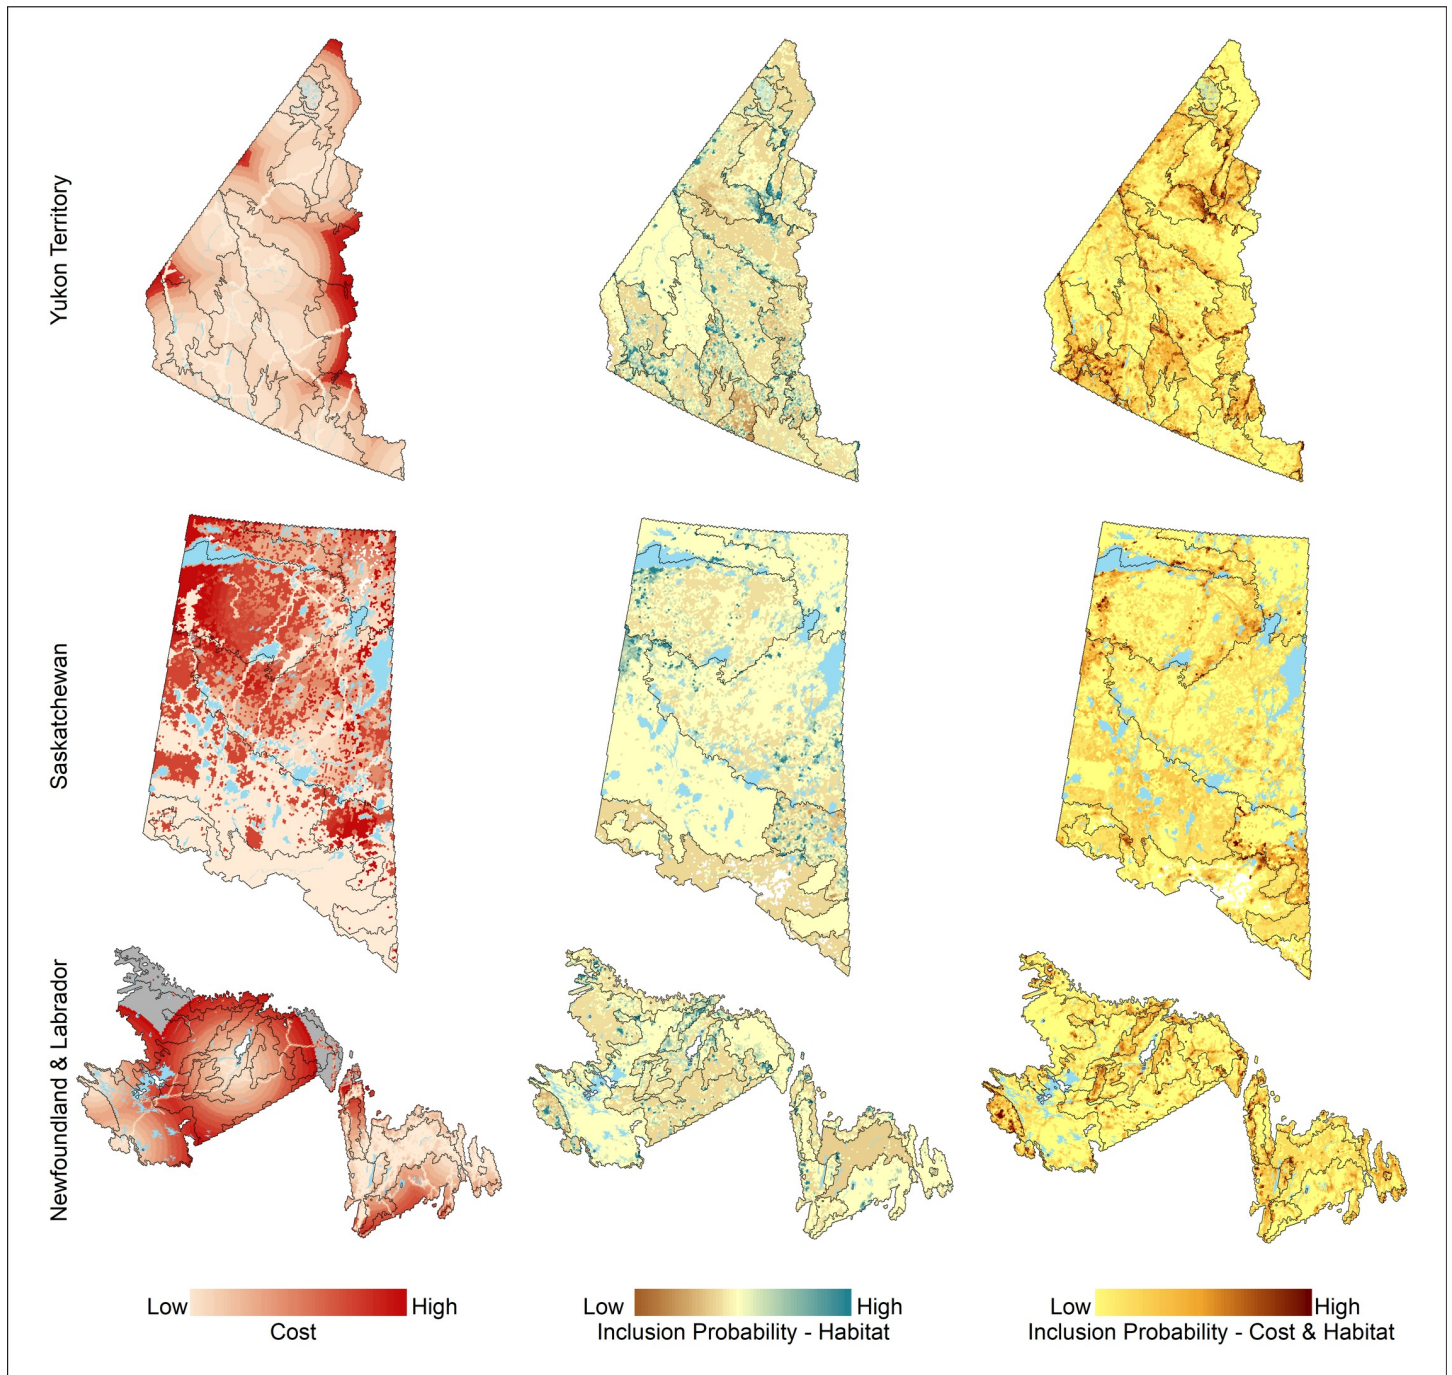 Yukon Territory
Saskatchewan
Newfoundland & Labrador
Low High
Cost
Low High
Inclusion Probability - Habitat
Low High
Inclusion Probability - Cost & Habitat